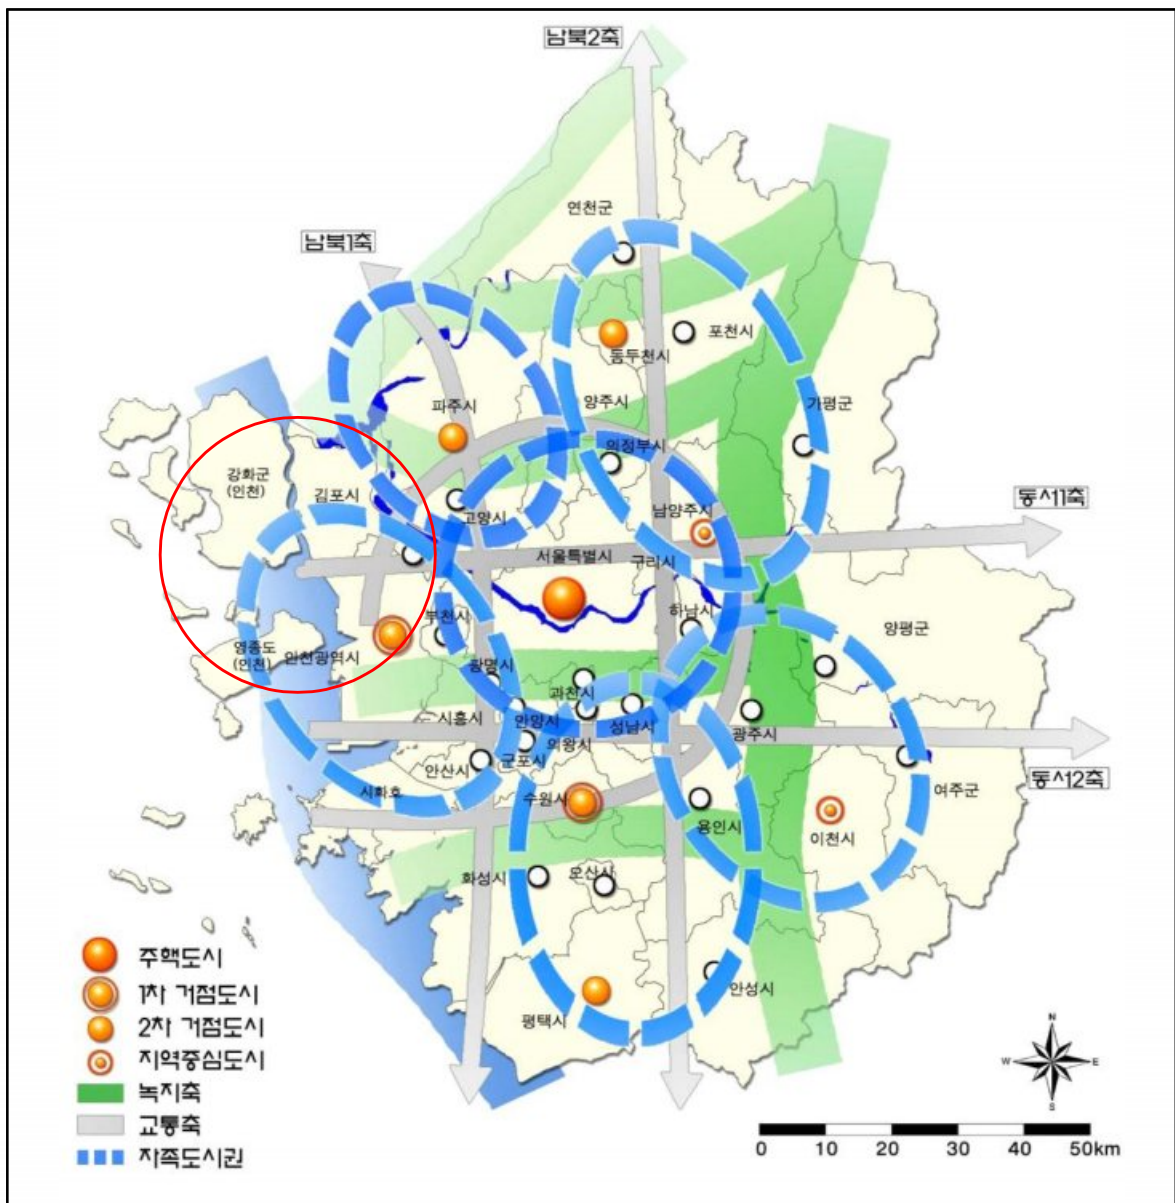 남북2축
연천군
남북1축
포천시
동두천시
양주시
가평군
파주시
의정부시
강화군
(인천)
김포시
동서1축
고양시
남양주시
서울특별시
구리시
부천시
하남시
양평군
영종도
(인천)
인천광역시
광명시
과천시
시흥시
안양시
성남시
광주시
의왕시
군포시
안산시
동서2축
시화호
수원시
여주군
용인시
이천시
화성시
오산시
안성시
평택시
주핵도시
1차 거점도시
2차 거점도시
지역중심도시
녹지축
교통축
자족도시권
N
W
E
S
0 10 20 30 40 50km